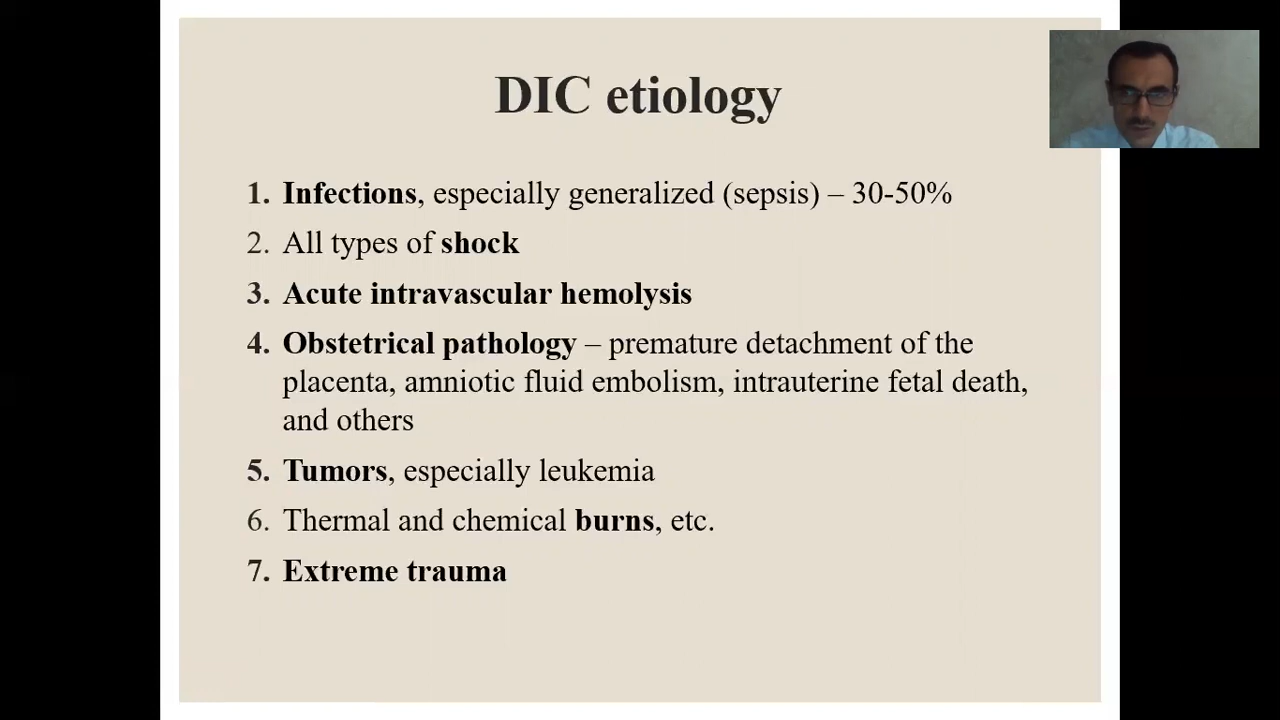 DIC etiology
1. Infections, especially generalized (sepsis) – 30-50%
2. All types of shock
3. Acute intravascular hemolysis
4. Obstetrical pathology – premature detachment of the
placenta, amniotic fluid embolism, intrauterine fetal death,
and others
5. Tumors, especially leukemia
6. Thermal and chemical burns, etc.
7. Extreme trauma